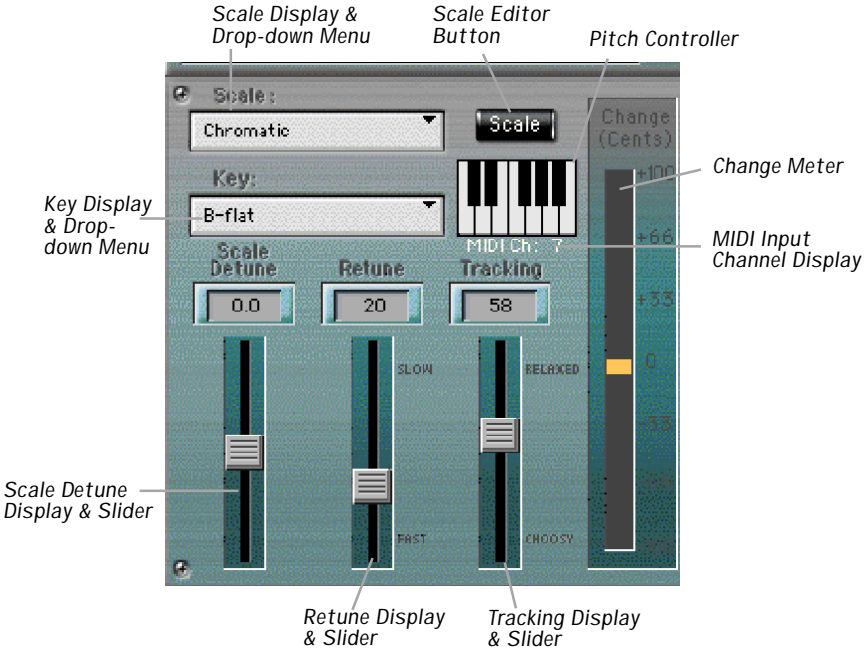 Scale Display &
Drop-down Menu
Scale Editor
Button
Pitch Controller
Scale:
Chromatic
Scale
Change
(Cents)
Key:
B-flat
MIDI Ch: 7
Key Display
& Drop-
down Menu
Change Meter
MIDI Input
Channel Display
Scale
Detune
Retune
Tracking
0.0
20
58
+100
+66
+33
0
-33
SLOW
RELAXED
FAST
CHOOSY
Scale Detune
Display & Slider
Retune Display
& Slider
Tracking Display
& Slider